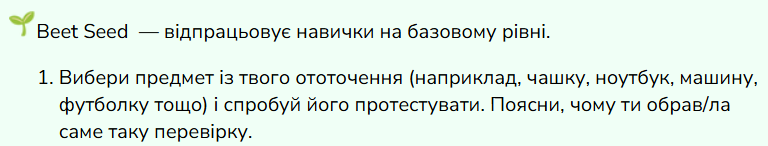 Beet Seed — відпрацьовує навички на базовому рівні.
1. Вибери предмет із твого ототочення (наприклад, чашку, ноутбук, машину,
футболку тощо) і спробуй його протестувати. Поясни, чому ти обрав/ла
саме таку перевірку.